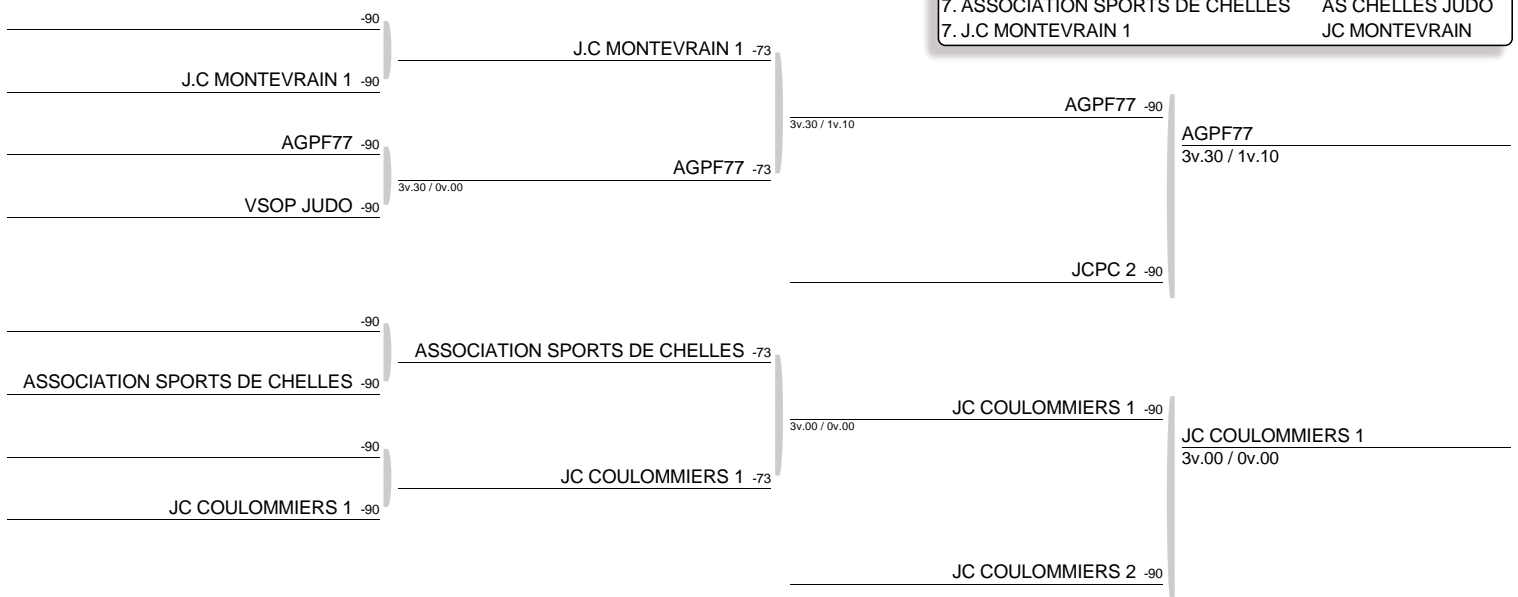 7. ASSOCIATION SPORTS DE CHELLES AS CHELLES JUDO
7. J.C MONTEVRAIN 1 JC MONTEVRAIN
-90
J.C MONTEVRAIN 1 -90
AGPF77 -90
VSOP JUDO -90
-90
ASSOCIATION SPORTS DE CHELLES -90
-90
JC COULOMMIERS 1 -90
J.C MONTEVRAIN 1 -73
AGPF77 -73
3v.30 / 0v.00
ASSOCIATION SPORTS DE CHELLES -73
JC COULOMMIERS 1 -73
AGPF77 -90
3v.30 / 1v.10
JCPC 2 -90
JC COULOMMIERS 1 -90
3v.00 / 0v.00
JC COULOMMIERS 2 -90
AGPF77
3v.30 / 1v.10
JC COULOMMIERS 1
3v.00 / 0v.00